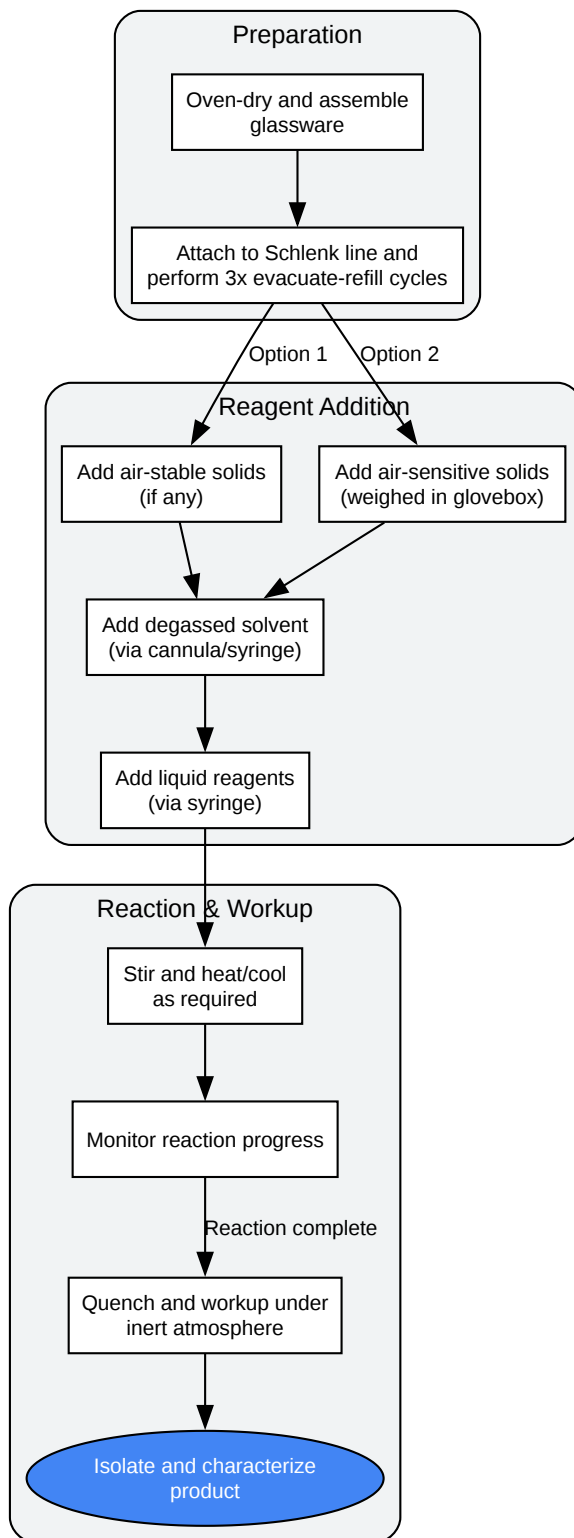 Preparation
Oven-dry and assemble
glassware
Attach to Schlenk line and
perform 3x evacuate-refill cycles
Option 1
Option 2
Reagent Addition
Add air-stable solids
(if any)
Add air-sensitive solids
(weighed in glovebox)
Add degassed solvent
(via cannula/syringe)
Add liquid reagents
(via syringe)
Reaction & Workup
Stir and heat/cool
as required
Monitor reaction progress
Reaction complete
Quench and workup under
inert atmosphere
Isolate and characterize
product